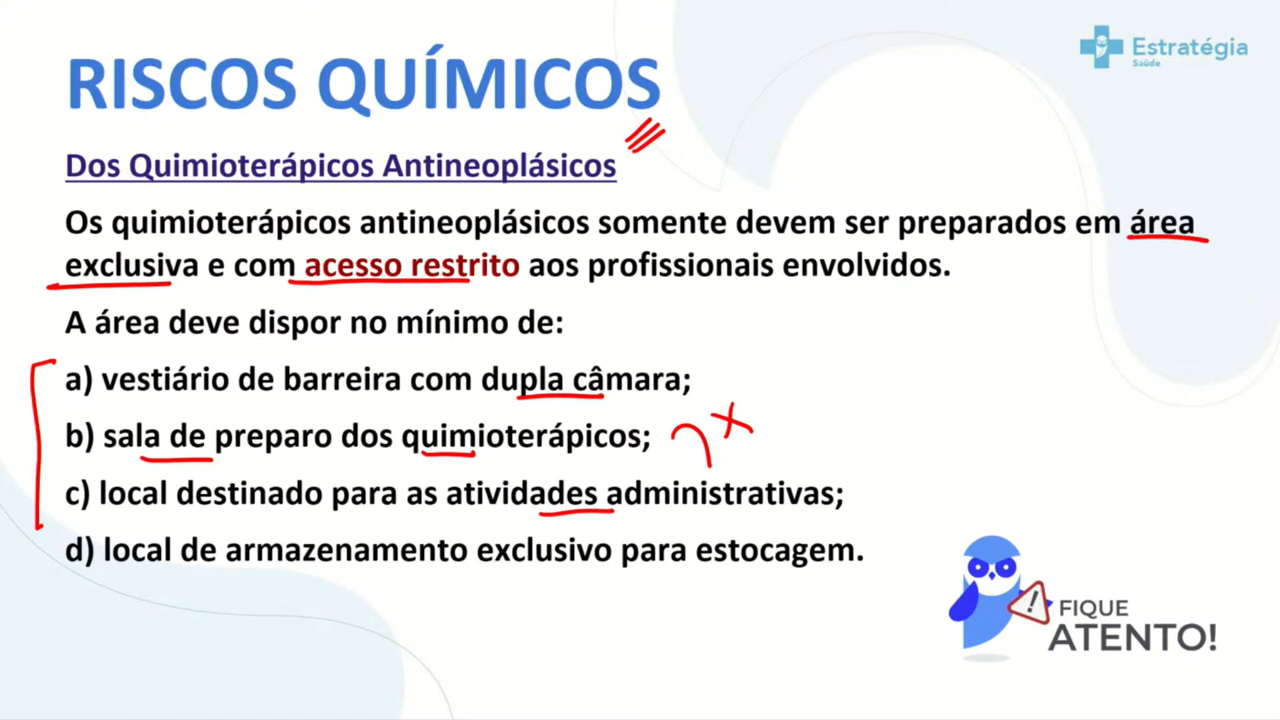 RISCOS QUÍMICOS
Estratégia
Saúde
Dos Quimioterápicos Antineoplásicos
Os quimioterápicos antineoplásicos somente devem ser preparados em área
exclusiva e com acesso restrito aos profissionais envolvidos.
A área deve dispor no mínimo de:
a) vestiário de barreira com dupla câmara;
b) sala de preparo dos quimioterápicos;
c) local destinado para as atividades administrativas;
d) local de armazenamento exclusivo para estocagem.
FIQUE
ATENTO!